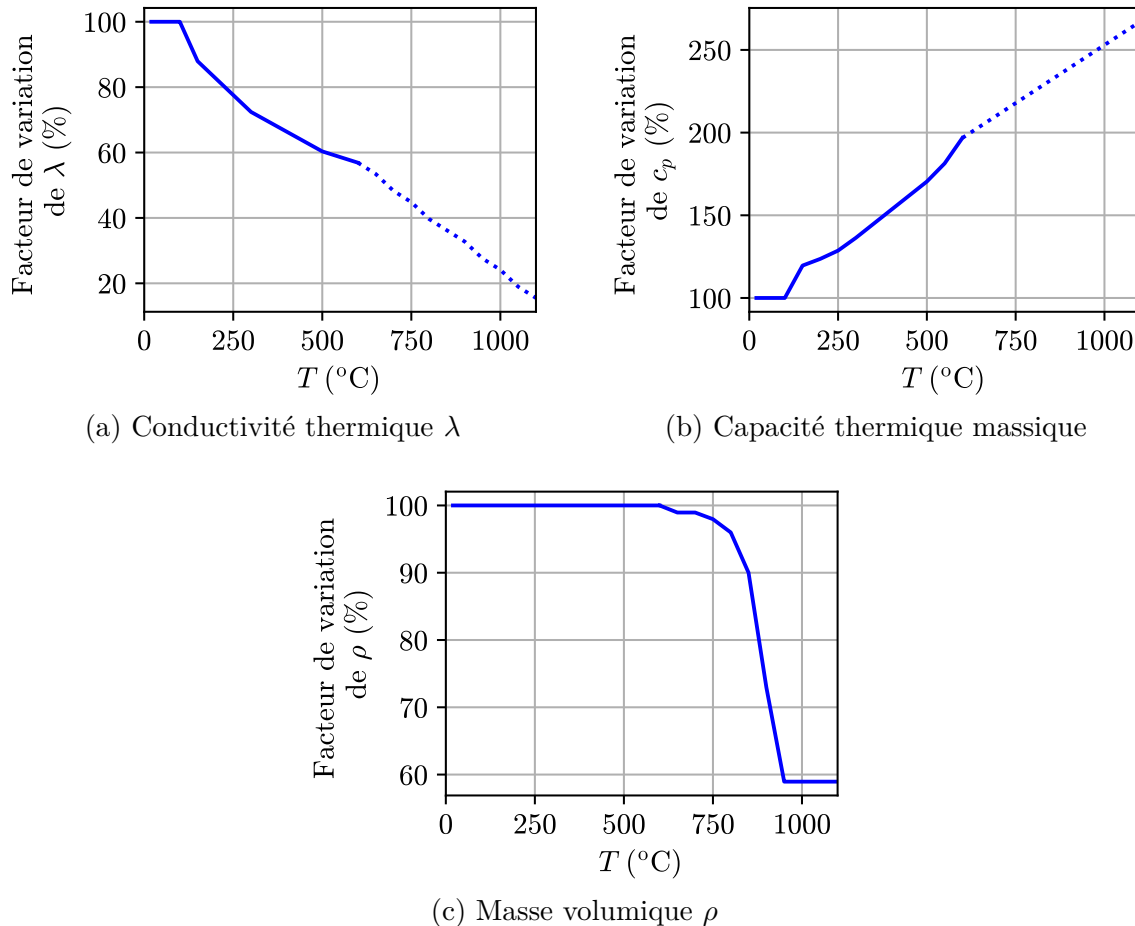 100
80
60
40
20
0
250
500
750
1000
Facteur de variation
de λ (%)
T (°C)
(a) Conductivité thermique λ
250
200
150
100
0
250
500
750
1000
Facteur de variation
de cₚ (%)
T (°C)
(b) Capacité thermique massique
100
90
80
70
60
0
250
500
750
1000
Facteur de variation
de ρ (%)
T (°C)
(c) Masse volumique ρ